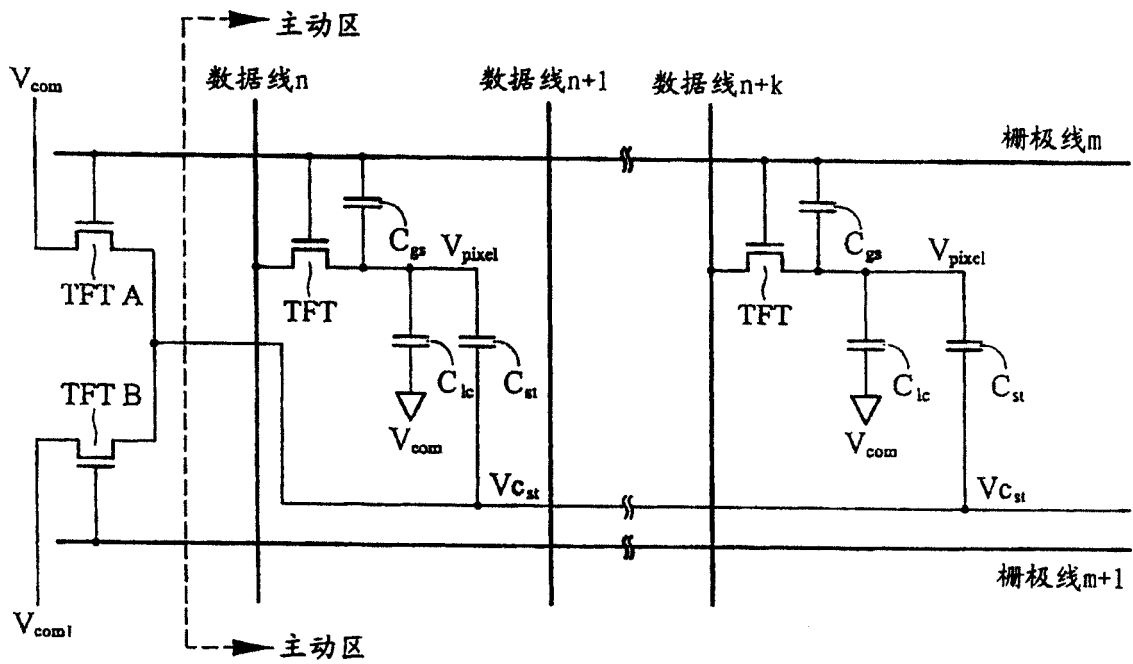 主动区
V_com
数据线n
数据线n+1
数据线n+k
栅极线m
TFT A
C_gs
V_pixel
TFT
C_gs
V_pixel
TFT
TFT B
C_lc
C_st
V_com
C_lc
C_st
V_com
Vc_st
Vc_st
栅极线m+1
V_com1
主动区